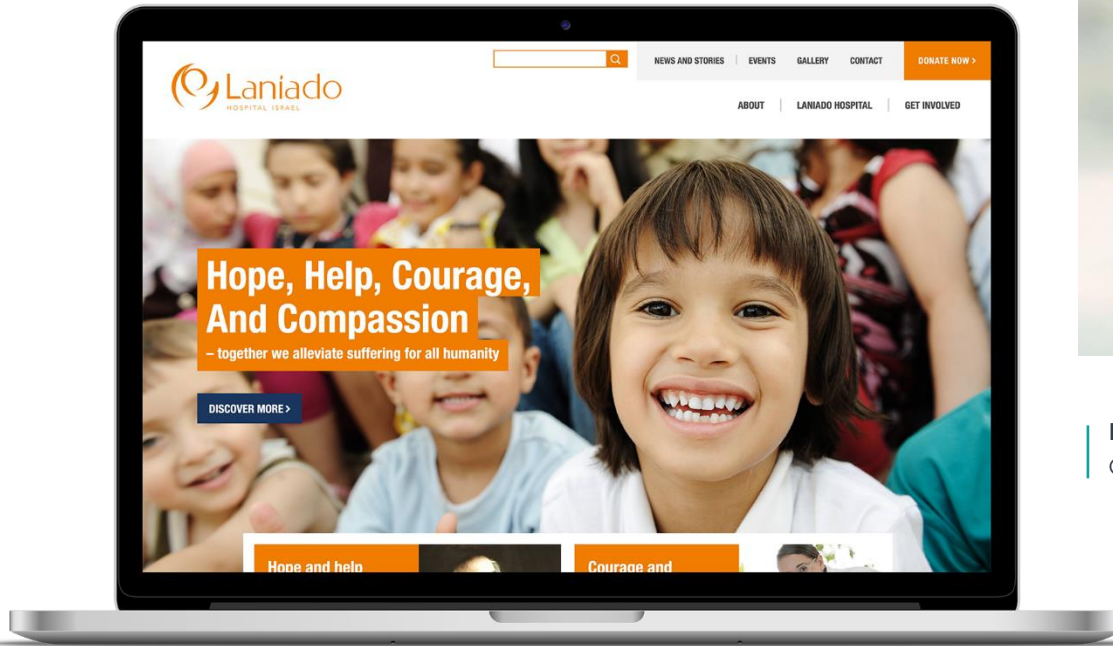 Laniado
HOSPITAL ISRAEL
NEWS AND STORIES
EVENTS
GALLERY
CONTACT
DONATE NOW >
ABOUT
LANIADO HOSPITAL
GET INVOLVED
Hope, Help, Courage,
And Compassion
– together we alleviate suffering for all humanity
DISCOVER MORE >
Hope and help
Courage and